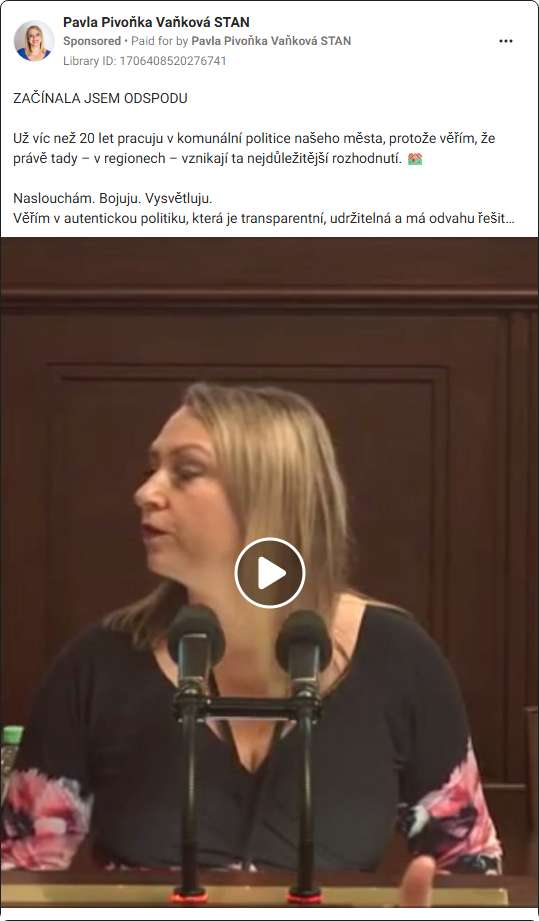 Pavla Pivoňka Vaňková STAN
Sponsored • Paid for by Pavla Pivoňka Vaňková STAN
Library ID: 1706408520276741
ZAČÍNALA JSEM ODSPODU
Už víc než 20 let pracuju v komunální politice našeho města, protože věřím, že
právě tady – v regionech – vznikají ta nejdůležitější rozhodnutí. 🏘️
Naslouchám. Bojuju. Vysvětluju.
Věřím v autentickou politiku, která je transparentní, udržitelná a má odvahu řešit…